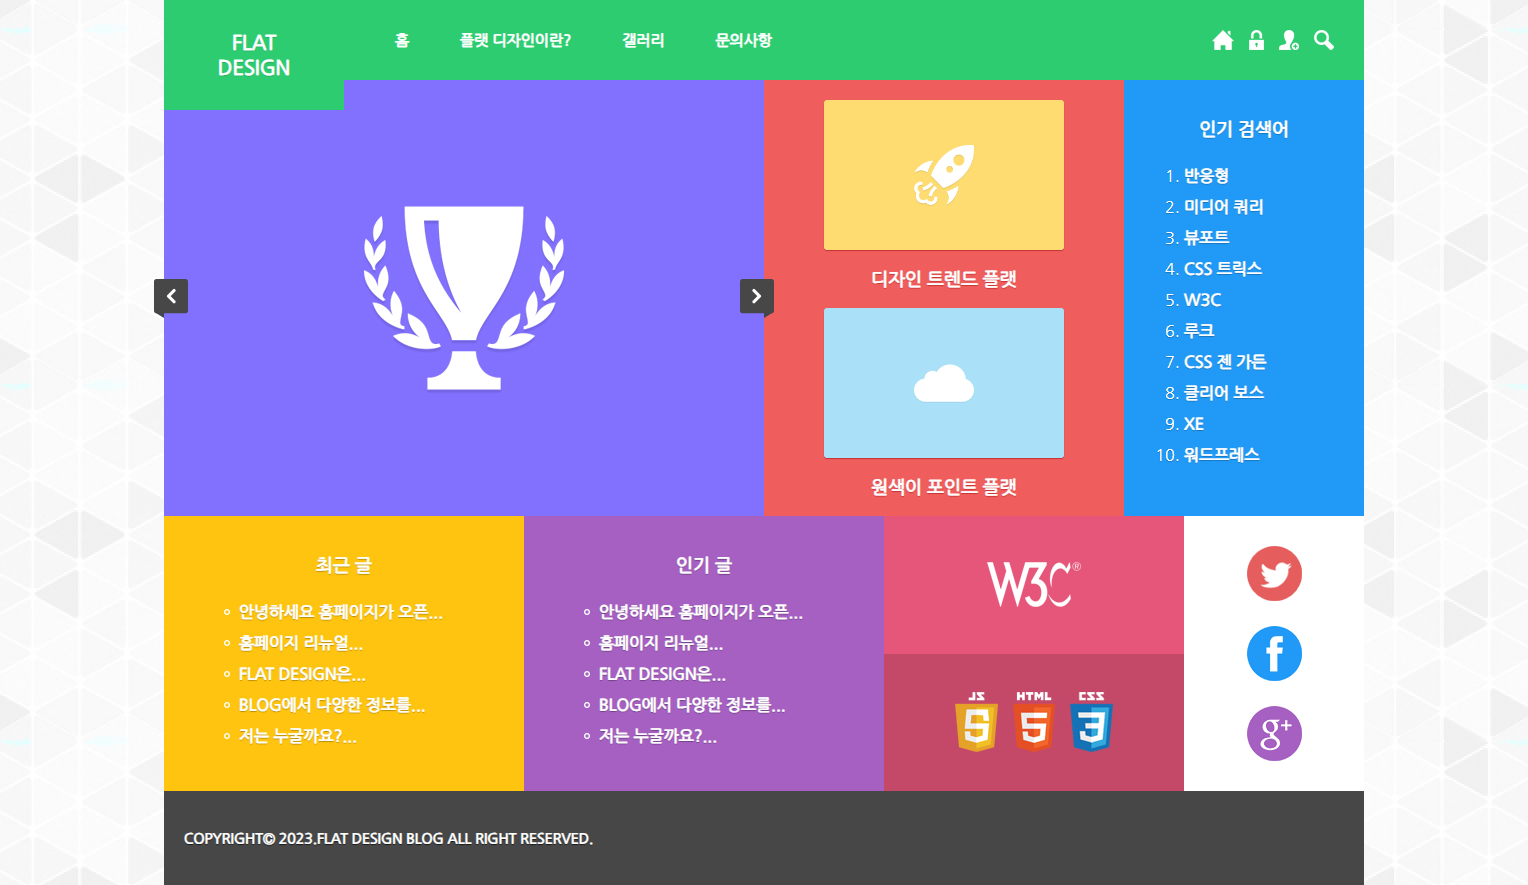 FLAT
DESIGN
홈 플랫 디자인이란? 갤러리 문의사항
디자인 트렌드 플랫
원색이 포인트 플랫
인기 검색어
1. 반응형
2. 미디어 쿼리
3. 뷰포트
4. CSS 트릭스
5. W3C
6. 루크
7. CSS 젠 가든
8. 클리어 보스
9. XE
10. 워드프레스
최근 글
안녕하세요 홈페이지가 오픈...
홈페이지 리뉴얼...
FLAT DESIGN은...
BLOG에서 다양한 정보를...
저는 누굴까요?...
인기 글
안녕하세요 홈페이지가 오픈...
홈페이지 리뉴얼...
FLAT DESIGN은...
BLOG에서 다양한 정보를...
저는 누굴까요?...
W3C®
JS HTML CSS
5 5 3
f
g+
COPYRIGHT© 2023.FLAT DESIGN BLOG ALL RIGHT RESERVED.